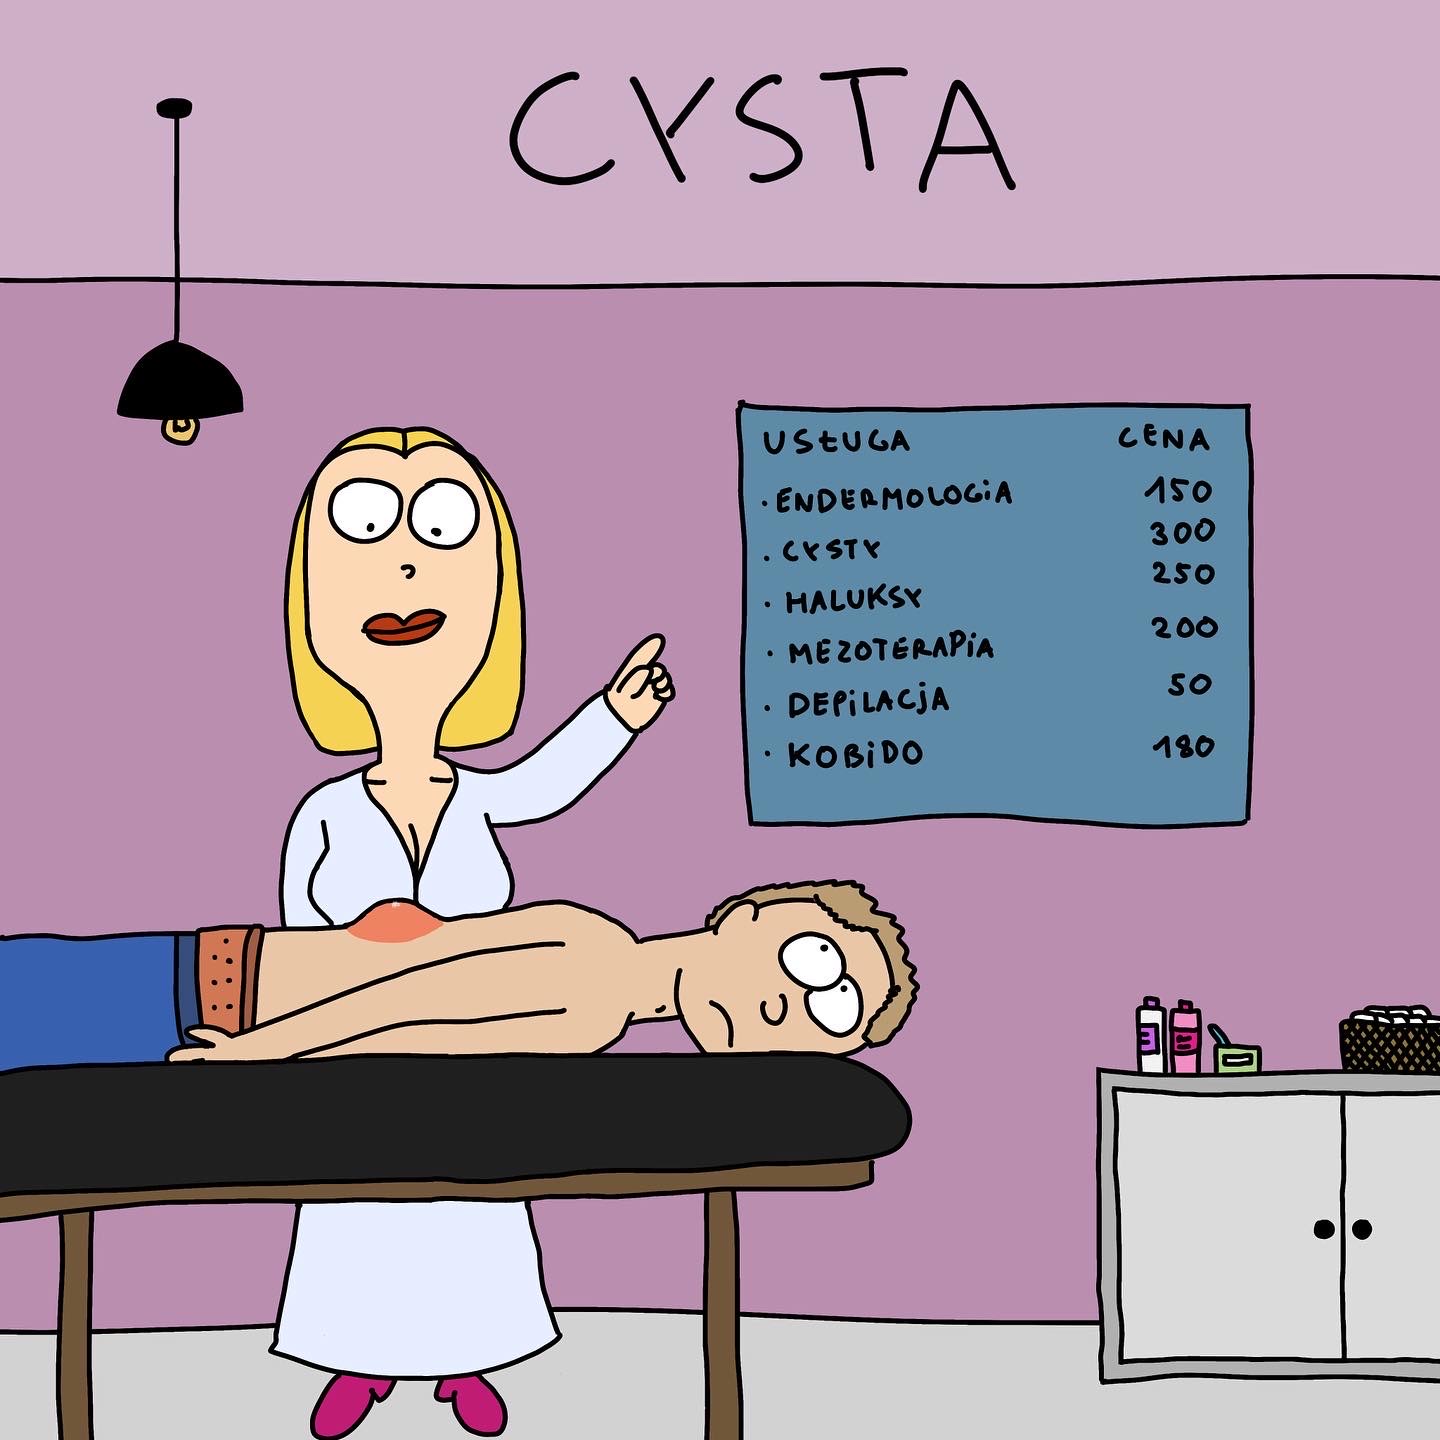 CYSTA
USŁUGA CENA
· ENDERMOLOGiA 150
· CYSTY 300
· HALUKSY 250
· MEZOTERAPiA 200
· DEPiLACjA 50
· KOBiDO 180